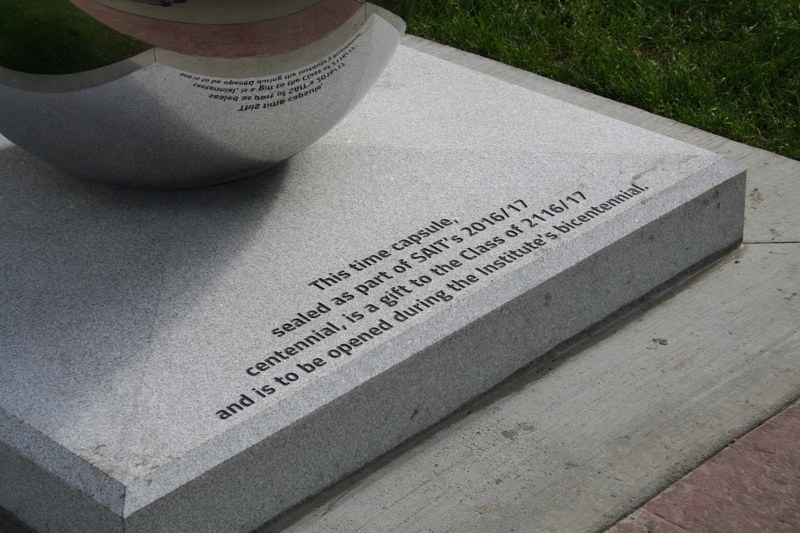 This time capsule,
sealed as part of SAIT's 2016/17
centennial, is a gift to the Class of 2116/17
and is to be opened during the Institute's bicentennial.